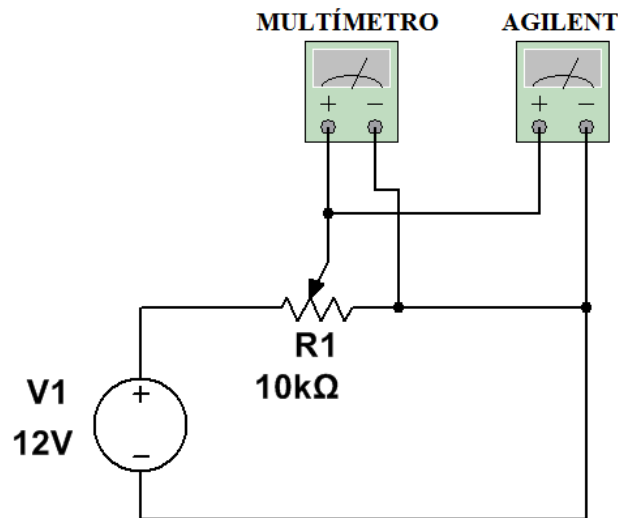 MULTÍMETRO AGILENT
+ − + −
R1
10kΩ
V1
12V
+
−